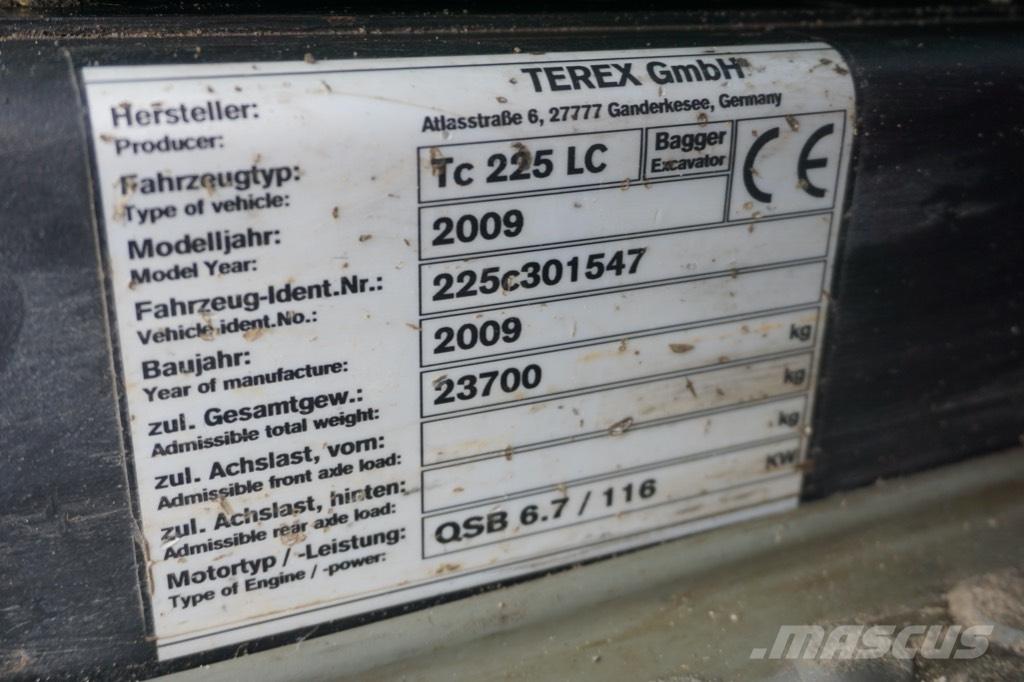 TEREX GmbH
Hersteller:
Producer:
Atlasstraße 6, 27777 Ganderkesee, Germany
Fahrzeugtyp:
Type of vehicle:
Tc 225 LC
Bagger
Excavator
CE
Modelljahr:
Model Year:
2009
Fahrzeug-Ident.Nr.:
Vehicle ident.No.:
225c301547
Baujahr:
Year of manufacture:
2009
zul. Gesamtgew.:
Admissible total weight:
23700 kg
zul. Achslast, vorn:
Admissible front axle load:
kg
zul. Achslast, hinten:
Admissible rear axle load:
kg
Motortyp / -Leistung:
Type of Engine / -power:
QSB 6.7 / 116 KW
MASCUS